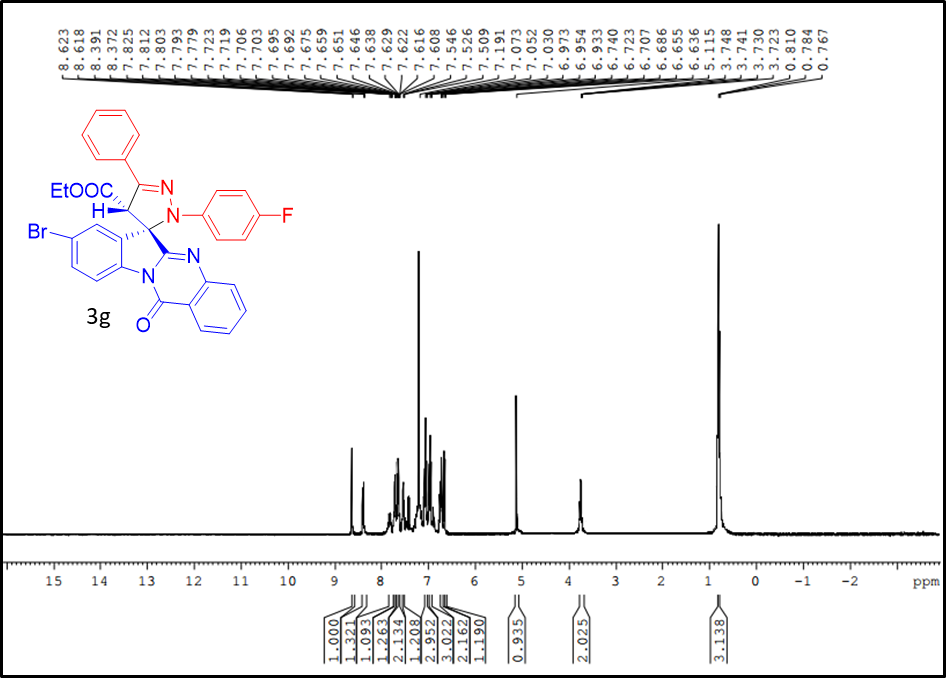 8.623 8.618 8.391 8.372 7.825 7.812 7.803 7.793 7.779 7.723 7.719 7.706 7.703 7.695 7.692 7.675 7.659 7.651 7.646 7.638 7.629 7.622 7.616 7.608 7.546 7.526 7.509 7.191 7.073 7.056 7.052 7.030 6.973 6.954 6.933 6.740 6.723 6.707 6.686 6.655 6.636 5.115 3.748 3.741 3.730 3.723 0.810 0.784 0.767
EtOOC
N
H
N
F
Br
N
N
O
3g
15 14 13 12 11 10 9 8 7 6 5 4 3 2 1 0 -1 -2 ppm
1.000 1.321 1.093 1.263 2.134 1.208 2.952 3.022 2.162 1.190 0.935 2.025 3.138